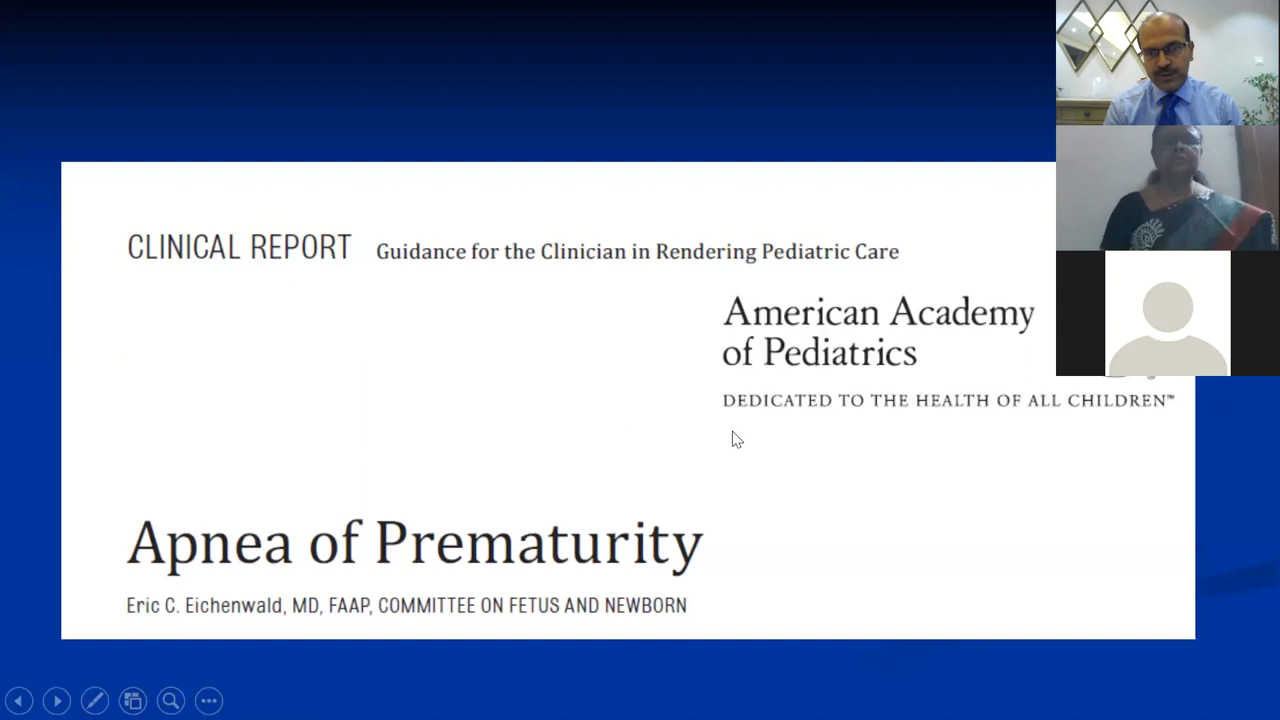 CLINICAL REPORT Guidance for the Clinician in Rendering Pediatric Care
American Academy
of Pediatrics
DEDICATED TO THE HEALTH OF ALL CHILDREN™
Apnea of Prematurity
Eric C. Eichenwald, MD, FAAP, COMMITTEE ON FETUS AND NEWBORN